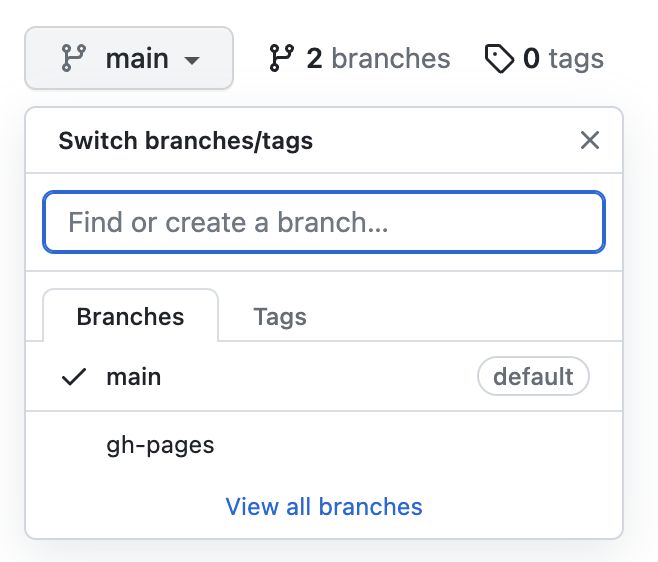 main 2 branches 0 tags
Switch branches/tags
Find or create a branch...
Branches Tags
main default
gh-pages
View all branches